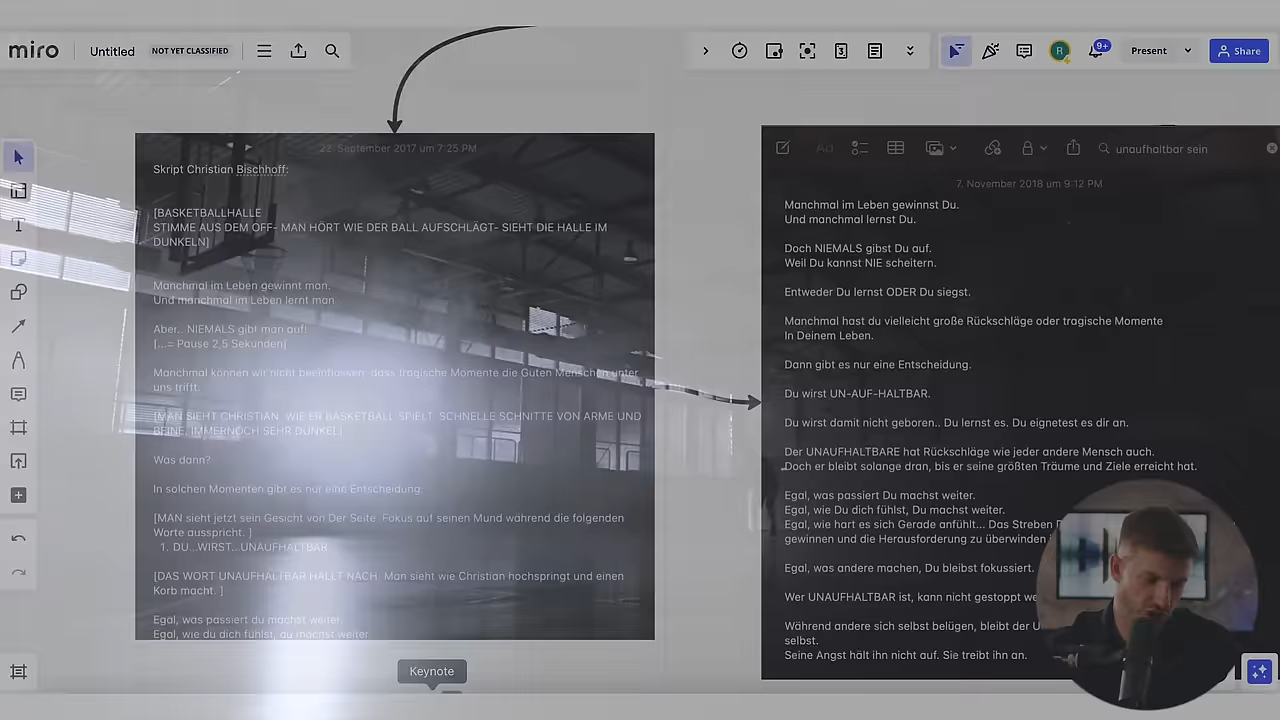 miro
Untitled
NOT YET CLASSIFIED
3
R
9+
Present
Share
22. September 2017 um 7:25 PM
Skript Christian Bischhoff:
[BASKETBALLHALLE
STIMME AUS DEM OFF- MAN HÖRT WIE DER BALL AUFSCHLÄGT- SIEHT DIE HALLE IM
DUNKELN]
Manchmal im Leben gewinnt man.
Und manchmal im Leben lernt man.
Aber.. NIEMALS gibt man auf!
[...= Pause 2,5 Sekunden]
Manchmal können wir nicht beeinflussen, dass tragische Momente die Guten Menschen unter
uns trifft.
[MAN SIEHT CHRISTIAN, WIE ER BASKETBALL SPIELT. SCHNELLE SCHNITTE VON ARME UND
BEINE, IMMERNOCH SEHR DUNKEL]
Was dann?
In solchen Momenten gibt es nur eine Entscheidung:
[MAN sieht jetzt sein Gesicht von Der Seite. Fokus auf seinen Mund während die folgenden
Worte ausspricht. ]
1. DU...WIRST...UNAUFHALTBAR
[DAS WORT UNAUFHALTBAR HALLT NACH. Man sieht wie Christian hochspringt und einen
Korb macht. ]
Egal, was passiert du machst weiter.
Egal, wie du dich fühlst, du machst weiter
Keynote
Aa
unaufhaltbar sein
7. November 2018 um 9:12 PM
Manchmal im Leben gewinnst Du.
Und manchmal lernst Du.
Doch NIEMALS gibst Du auf.
Weil Du kannst NIE scheitern.
Entweder Du lernst ODER Du siegst.
Manchmal hast du vielleicht große Rückschläge oder tragische Momente
In Deinem Leben.
Dann gibt es nur eine Entscheidung.
Du wirst UN-AUF-HALTBAR.
Du wirst damit nicht geboren.. Du lernst es. Du eignetest es dir an.
Der UNAUFHALTBARE hat Rückschläge wie jeder andere Mensch auch.
Doch er bleibt solange dran, bis er seine größten Träume und Ziele erreicht hat.
Egal, was passiert Du machst weiter.
Egal, wie Du dich fühlst, Du machst weiter.
Egal, wie hart es sich Gerade anfühlt... Das Streben
gewinnen und die Herausforderung zu überwinden
Egal, was andere machen, Du bleibst fokussiert.
Wer UNAUFHALTBAR ist, kann nicht gestoppt
Während andere sich selbst belügen, bleibt der
selbst.
Seine Angst hält ihn nicht auf. Sie treibt ihn an.